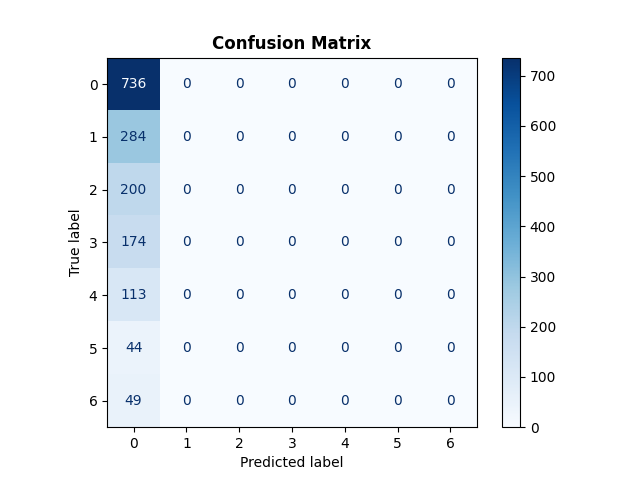 Confusion Matrix
True label
0 736 0 0 0 0 0 0
1 284 0 0 0 0 0 0
2 200 0 0 0 0 0 0
3 174 0 0 0 0 0 0
4 113 0 0 0 0 0 0
5 44 0 0 0 0 0 0
6 49 0 0 0 0 0 0
0 1 2 3 4 5 6
Predicted label
700
600
500
400
300
200
100
0